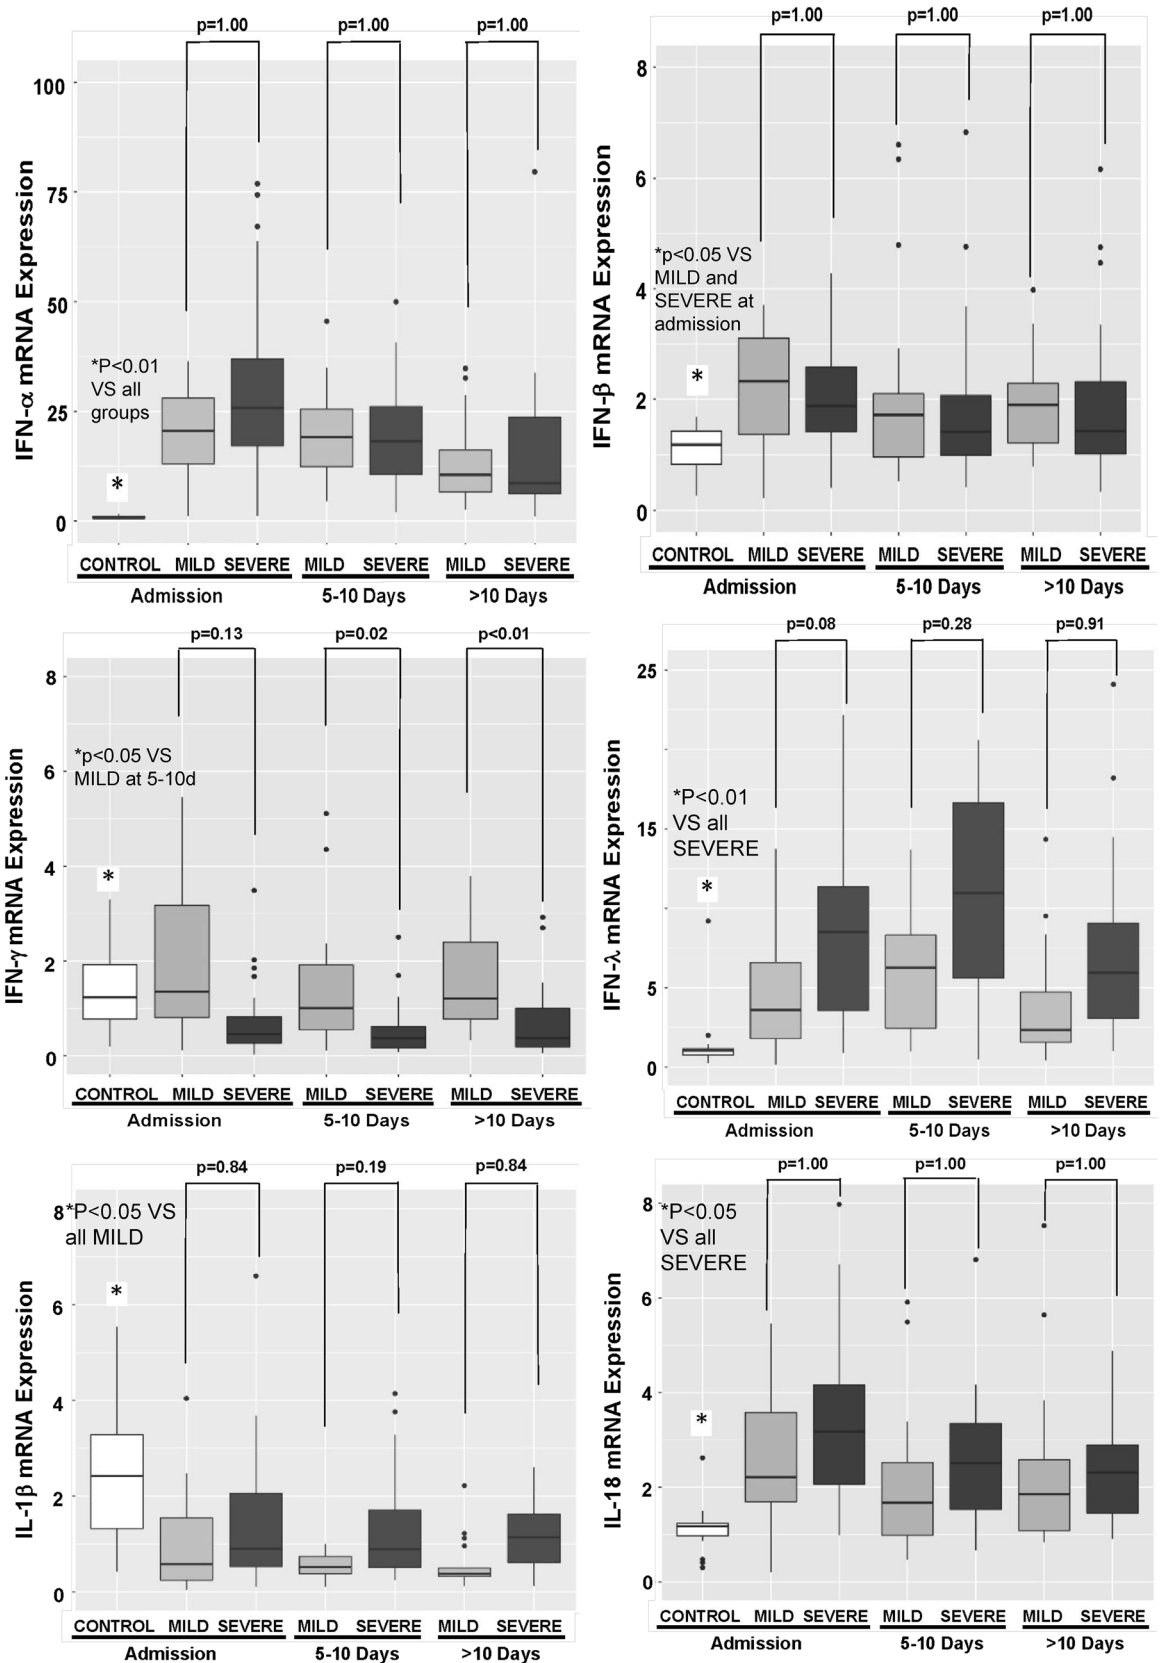 p=1.00 p=1.00 p=1.00
IFN-α mRNA Expression
100
75
50
25
0
*P<0.01
VS all
groups
*
CONTROL MILD SEVERE MILD SEVERE MILD SEVERE
Admission 5-10 Days >10 Days
p=1.00 p=1.00 p=1.00
IFN-β mRNA Expression
8
6
4
2
0
*p<0.05 VS
MILD and
SEVERE at
admission
*
CONTROL MILD SEVERE MILD SEVERE MILD SEVERE
Admission 5-10 Days >10 Days
p=0.13 p=0.02 p<0.01
IFN-γ mRNA Expression
8
6
4
2
0
*p<0.05 VS
MILD at 5-10d
*
CONTROL MILD SEVERE MILD SEVERE MILD SEVERE
Admission 5-10 Days >10 Days
p=0.08 p=0.28 p=0.91
IFN-λ mRNA Expression
25
15
5
0
*P<0.01
VS all
SEVERE
*
CONTROL MILD SEVERE MILD SEVERE MILD SEVERE
Admission 5-10 Days >10 Days
p=0.84 p=0.19 p=0.84
IL-1β mRNA Expression
8
6
4
2
0
*P<0.05 VS
all MILD
*
CONTROL MILD SEVERE MILD SEVERE MILD SEVERE
Admission 5-10 Days >10 Days
p=1.00 p=1.00 p=1.00
IL-18 mRNA Expression
8
6
4
2
0
*P<0.05
VS all
SEVERE
*
CONTROL MILD SEVERE MILD SEVERE MILD SEVERE
Admission 5-10 Days >10 Days